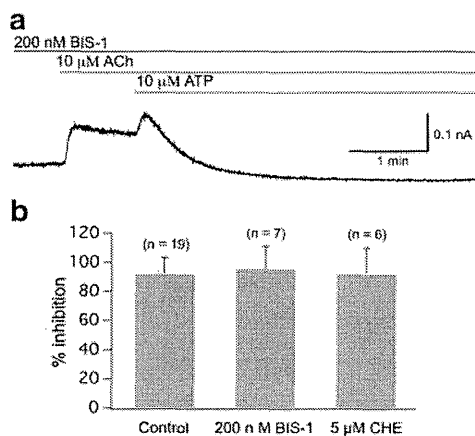 a
200 nM BIS-1
10 µM ACh
10 µM ATP
0.1 nA
1 min
b
% inhibition
120
100
80
60
40
20
0
(n = 19)
(n = 7)
(n = 6)
Control
200 n M BIS-1
5 µM CHE